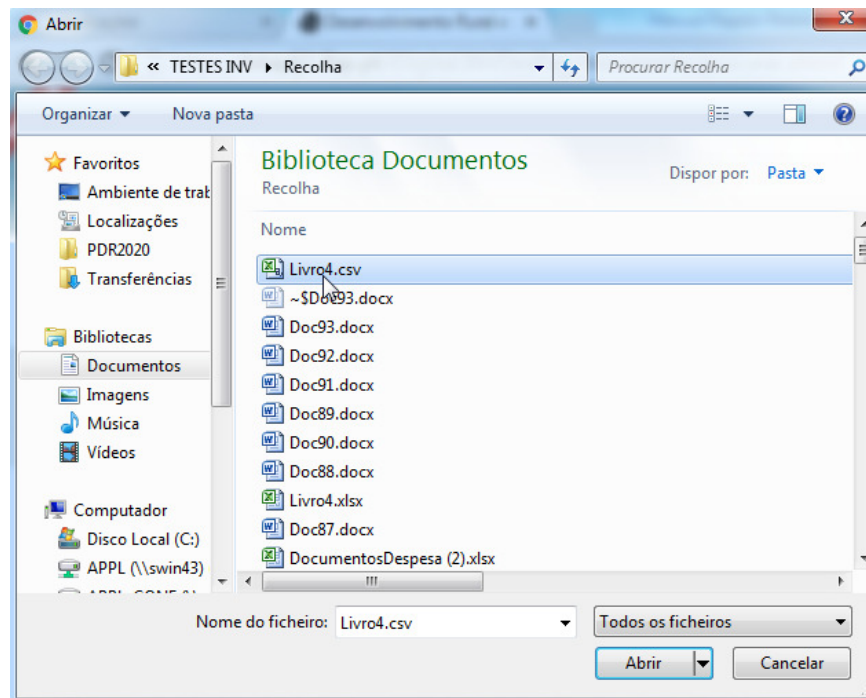 Abrir
« TESTES INV ▸ Recolha
Procurar Recolha
Organizar
Nova pasta
Favoritos
Ambiente de trab
Localizações
PDR2020
Transferências
Bibliotecas
Documentos
Imagens
Música
Vídeos
Computador
Disco Local (C:)
APPL (\\swin43)
Biblioteca Documentos
Recolha
Dispor por: Pasta
Nome
Livro4.csv
~$Doc93.docx
Doc93.docx
Doc92.docx
Doc91.docx
Doc89.docx
Doc90.docx
Doc88.docx
Livro4.xlsx
Doc87.docx
DocumentosDespesa (2).xlsx
Nome do ficheiro: Livro4.csv
Todos os ficheiros
Abrir
Cancelar